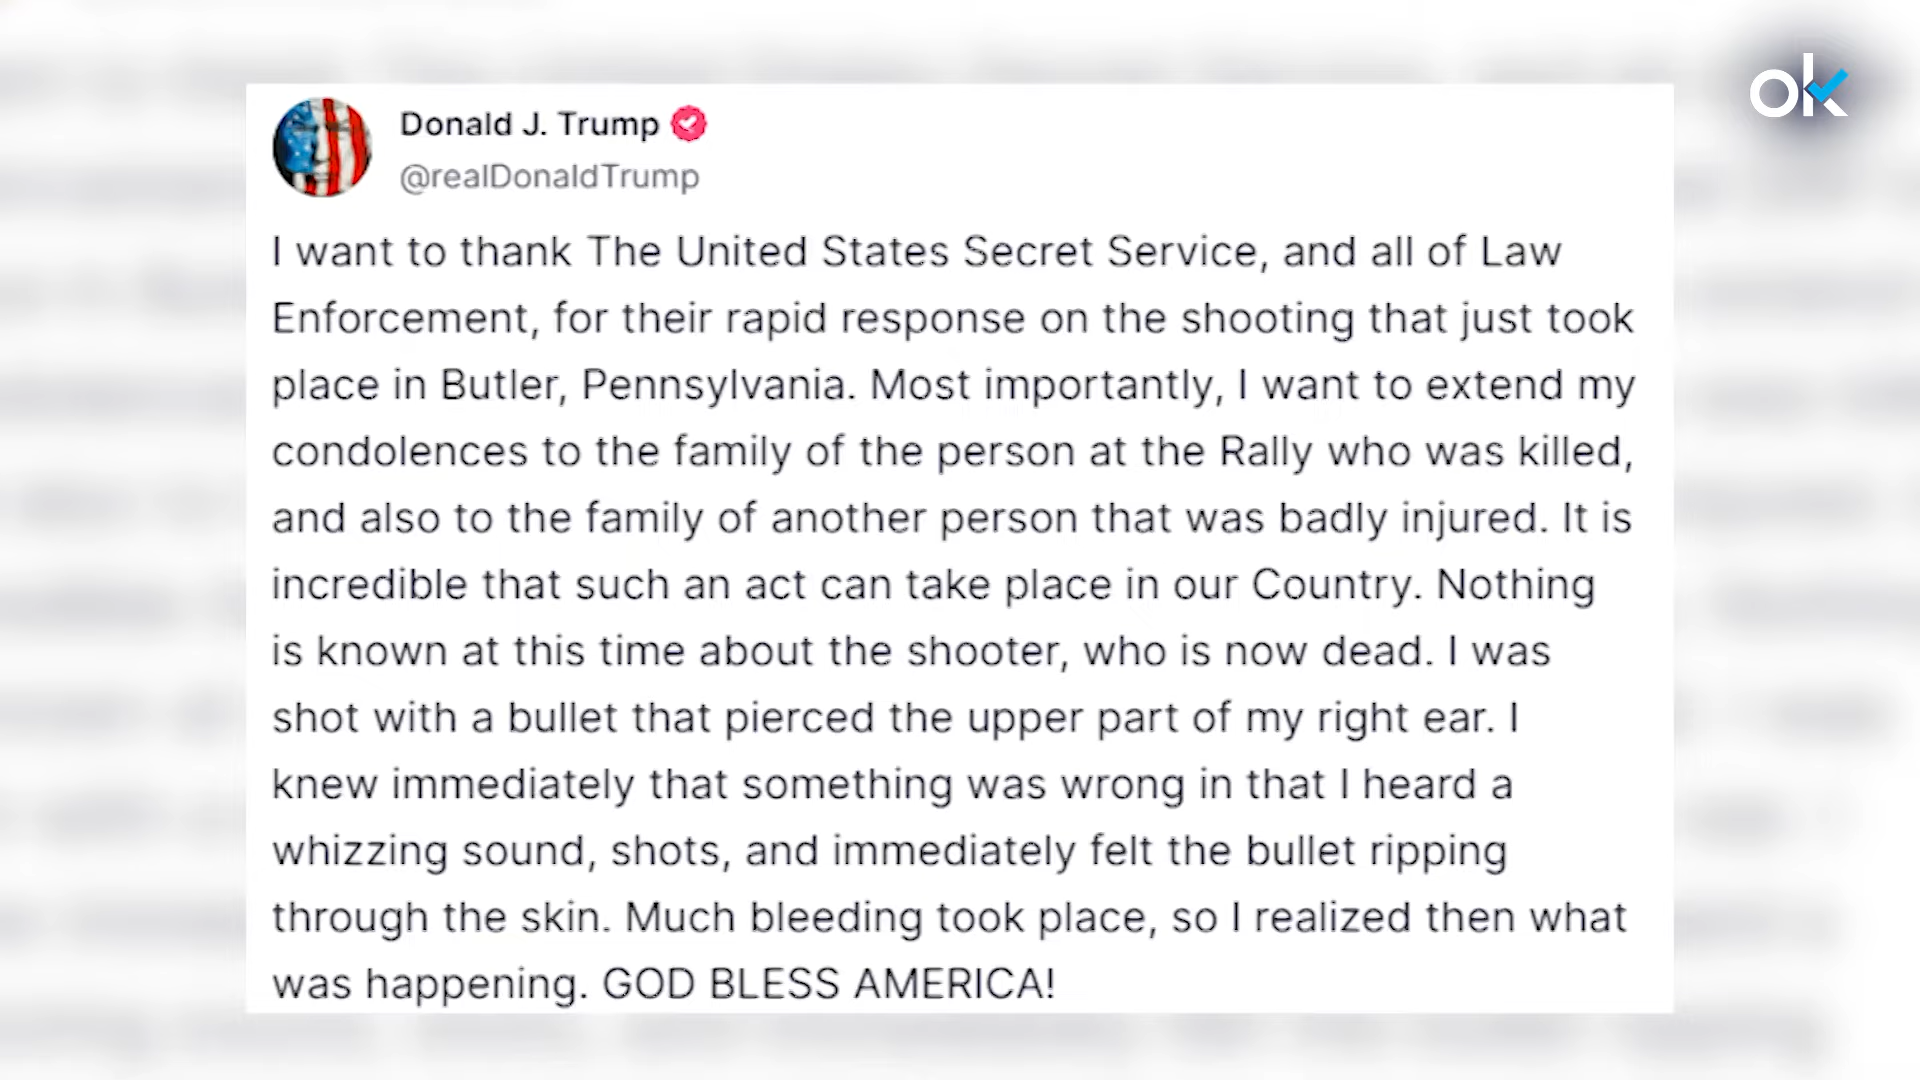 ok
Donald J. Trump
@realDonaldTrump
I want to thank The United States Secret Service, and all of Law
Enforcement, for their rapid response on the shooting that just took
place in Butler, Pennsylvania. Most importantly, I want to extend my
condolences to the family of the person at the Rally who was killed,
and also to the family of another person that was badly injured. It is
incredible that such an act can take place in our Country. Nothing
is known at this time about the shooter, who is now dead. I was
shot with a bullet that pierced the upper part of my right ear. I
knew immediately that something was wrong in that I heard a
whizzing sound, shots, and immediately felt the bullet ripping
through the skin. Much bleeding took place, so I realized then what
was happening. GOD BLESS AMERICA!